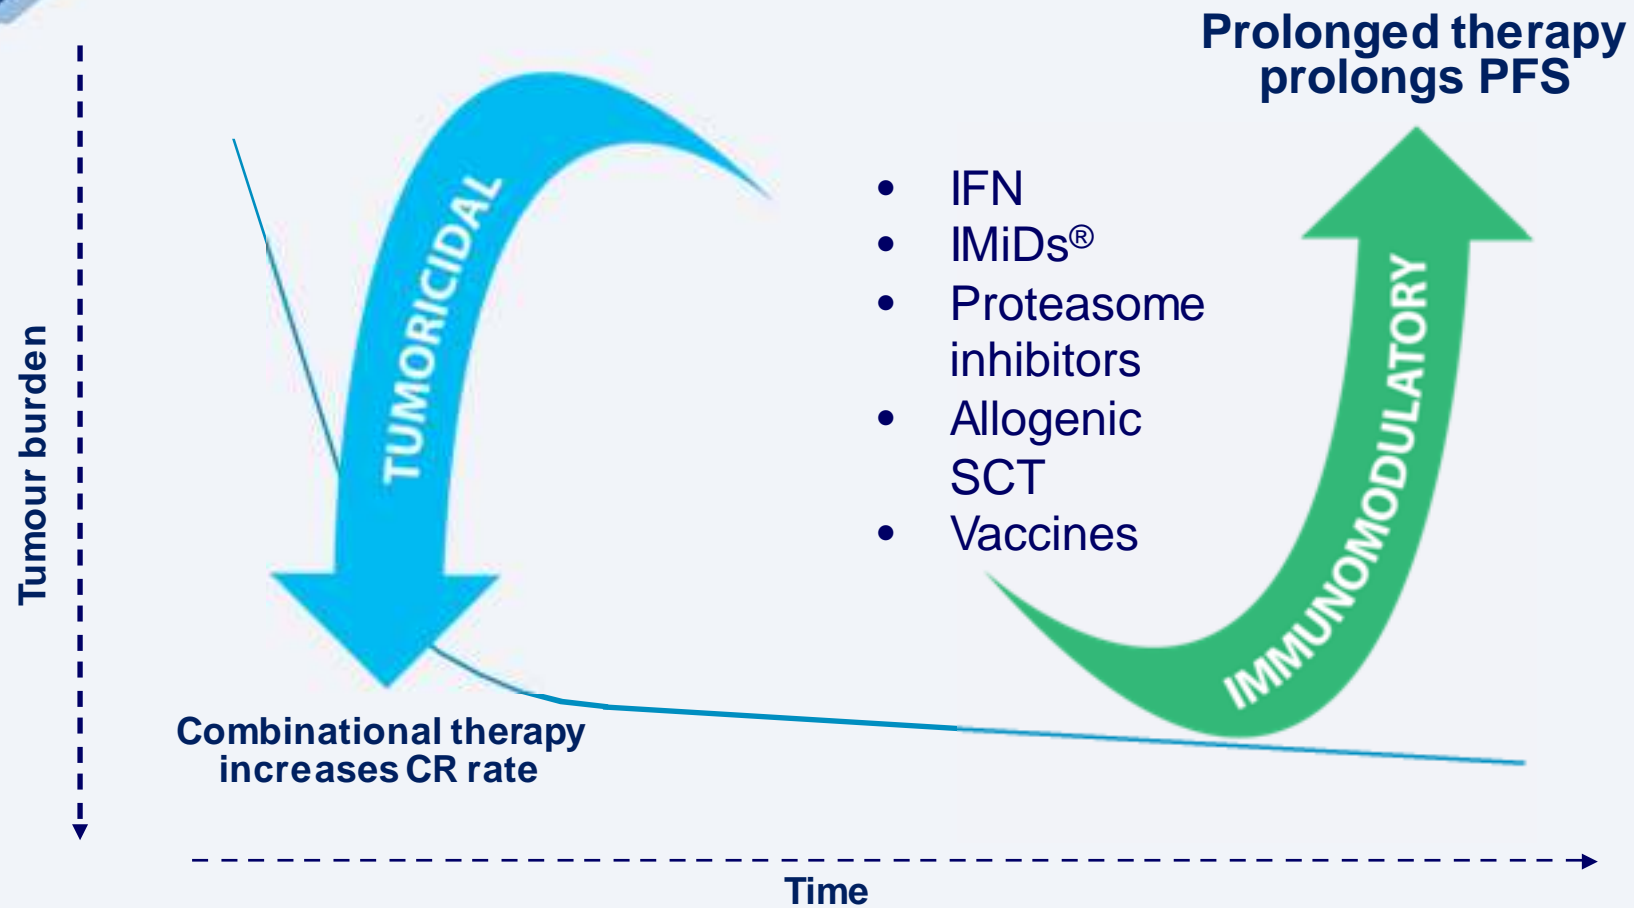 Prolonged therapy
prolongs PFS
TUMORICIDAL
• IFN
• IMiDs®
• Proteasome
inhibitors
• Allogenic
SCT
• Vaccines
IMMUNOMODULATORY
Tumour burden
Combinational therapy
increases CR rate
Time